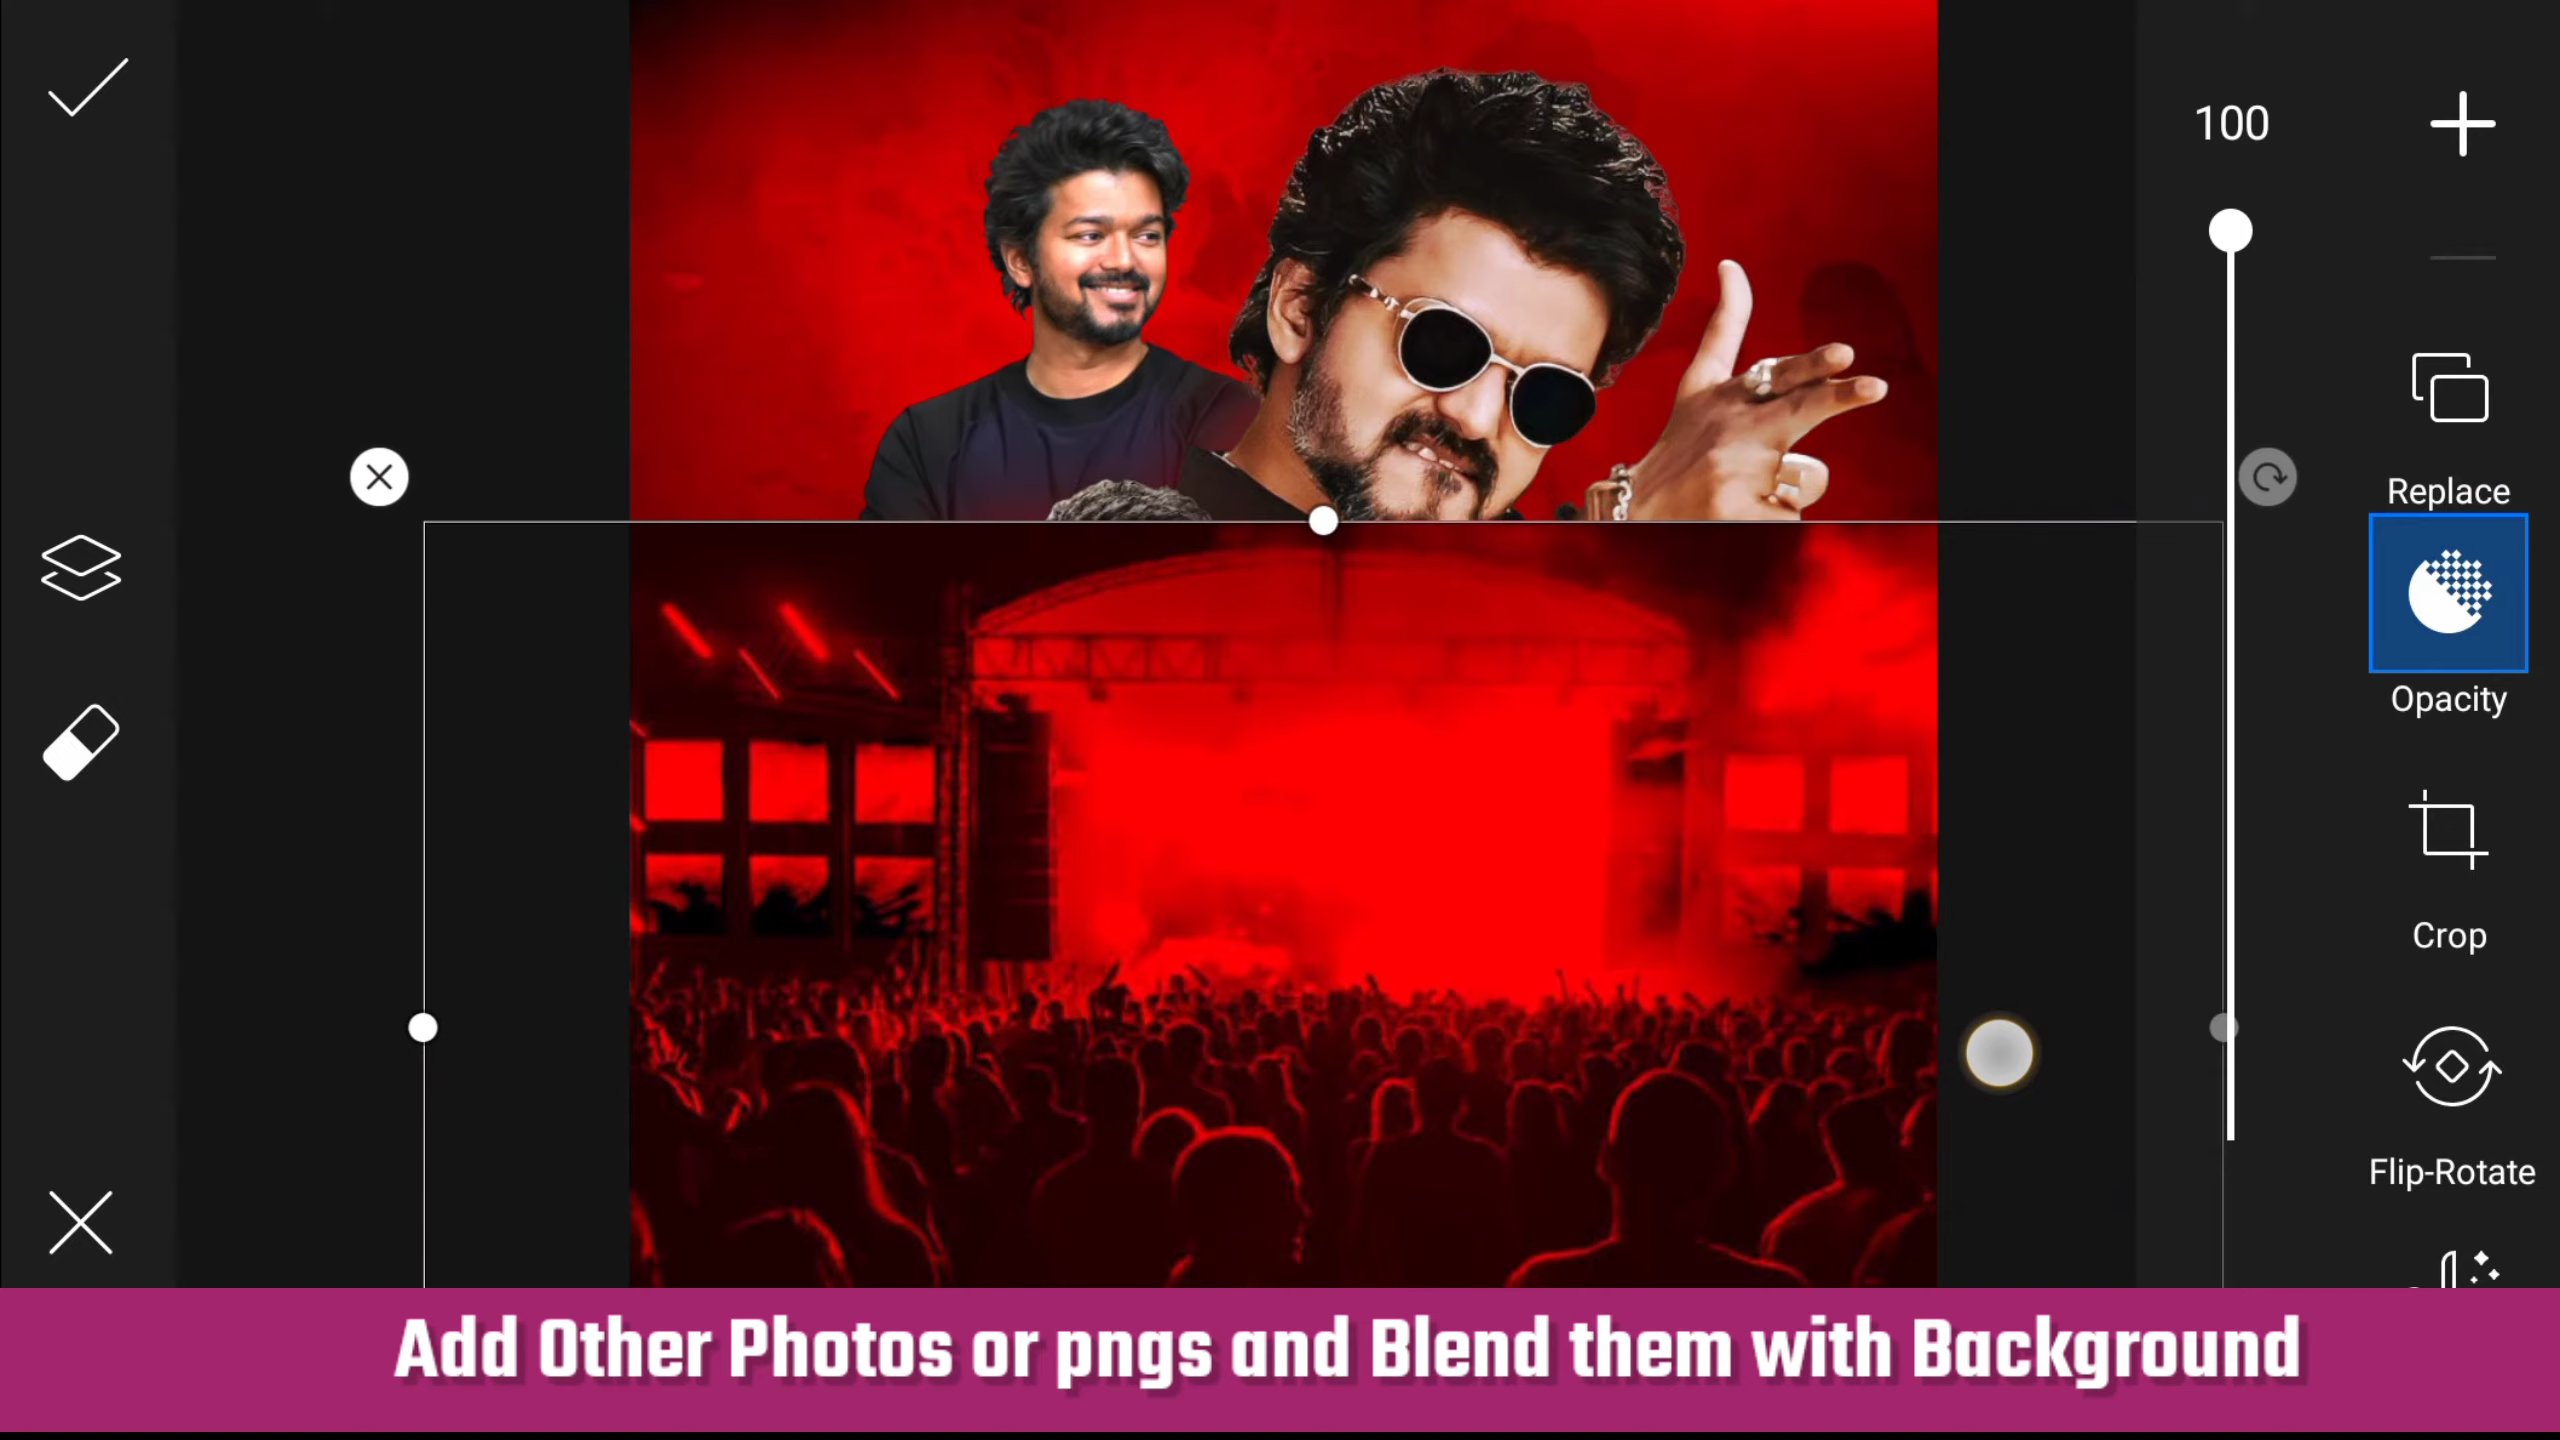 100
Replace
Opacity
Crop
Flip-Rotate
Add Other Photos or pngs and Blend them with Background